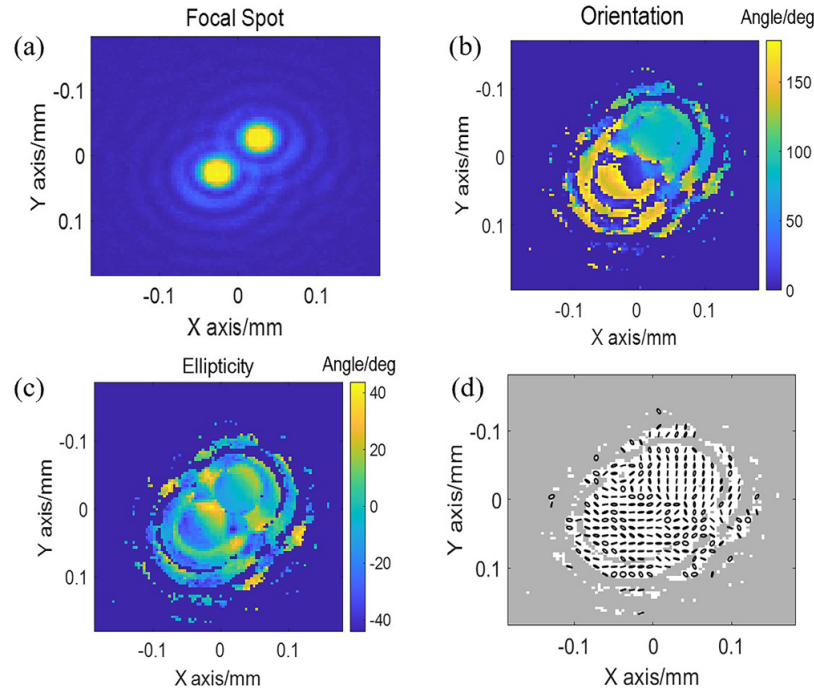 Focal Spot
(a)
Y axis/mm
-0.1
0
0.1
-0.1 0 0.1
X axis/mm
Orientation
Angle/deg
(b)
Y axis/mm
-0.1
0
0.1
-0.1 0 0.1
X axis/mm
150
100
50
0
Ellipticity
Angle/deg
(c)
Y axis/mm
-0.1
0
0.1
-0.1 0 0.1
X axis/mm
40
20
0
-20
-40
(d)
Y axis/mm
-0.1
0
0.1
-0.1 0 0.1
X axis/mm